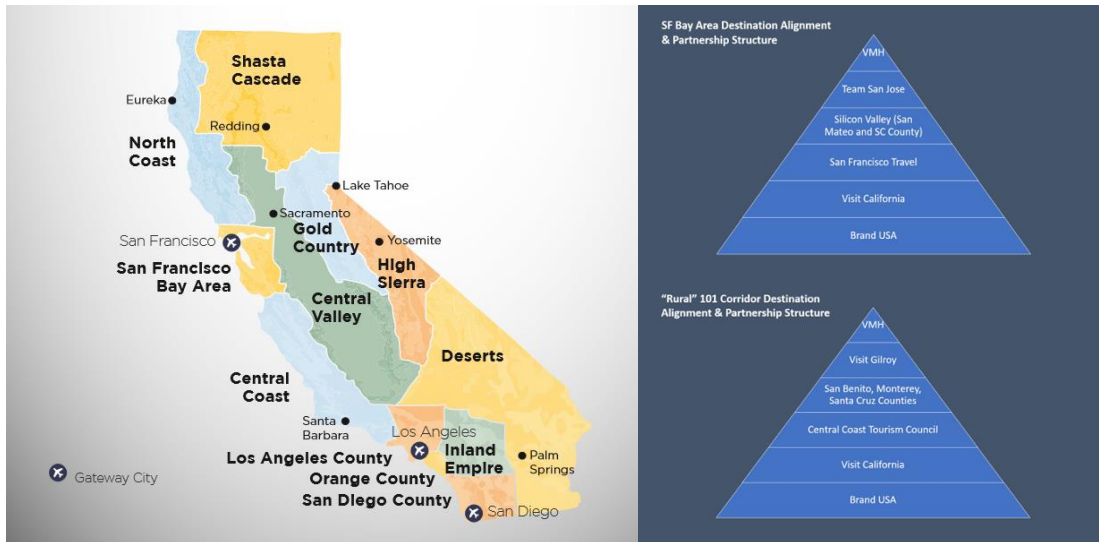 Shasta
Cascade
Eureka
Redding
North
Coast
Lake Tahoe
Sacramento
Gold
Country
San Francisco
Yosemite
San Francisco
Bay Area
High
Sierra
Central
Valley
Deserts
Central
Coast
Santa
Barbara
Los Angeles
Los Angeles County
Orange County
San Diego County
Inland
Empire
Palm
Springs
San Diego
Gateway City
SF Bay Area Destination Alignment
& Partnership Structure
VMH
Team San Jose
Silicon Valley (San
Mateo and SC County)
San Francisco Travel
Visit California
Brand USA
"Rural" 101 Corridor Destination
Alignment & Partnership Structure
VMH
Visit Gilroy
San Benito, Monterey,
Santa Cruz Counties
Central Coast Tourism Council
Visit California
Brand USA